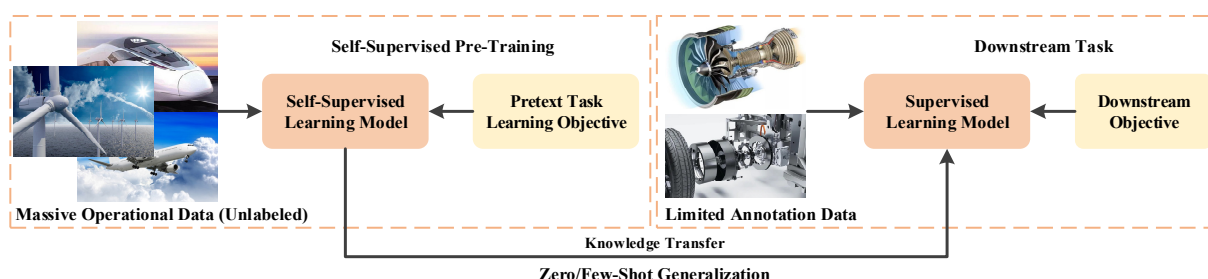 Self-Supervised Pre-Training
Self-Supervised
Learning Model
Pretext Task
Learning Objective
Massive Operational Data (Unlabeled)
Downstream Task
Supervised
Learning Model
Downstream
Objective
Limited Annotation Data
Knowledge Transfer
Zero/Few-Shot Generalization